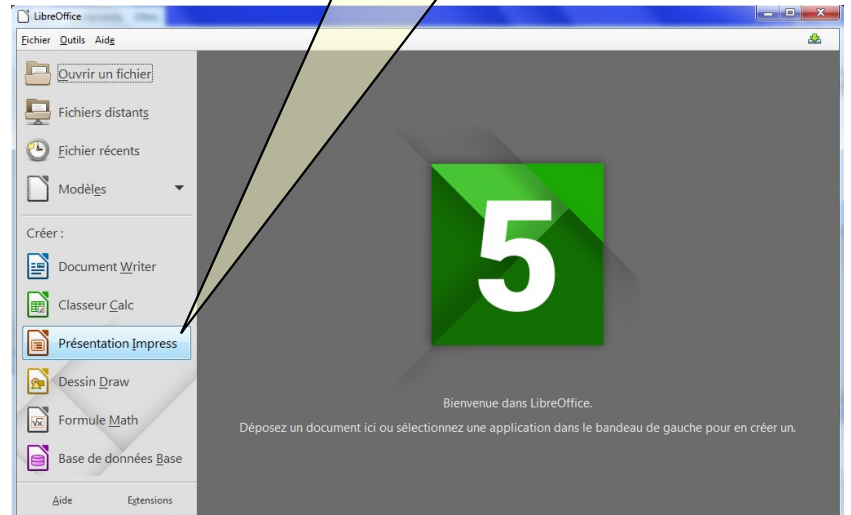 LibreOffice
Fichier Outils Aide
Ouvrir un fichier
Fichiers distants
Fichier récents
Modèles
Créer :
Document Writer
Classeur Calc
Présentation Impress
Dessin Draw
Formule Math
Base de données Base
Aide Extensions
5
Bienvenue dans LibreOffice.
Déposez un document ici ou sélectionnez une application dans le bandeau de gauche pour en créer un.